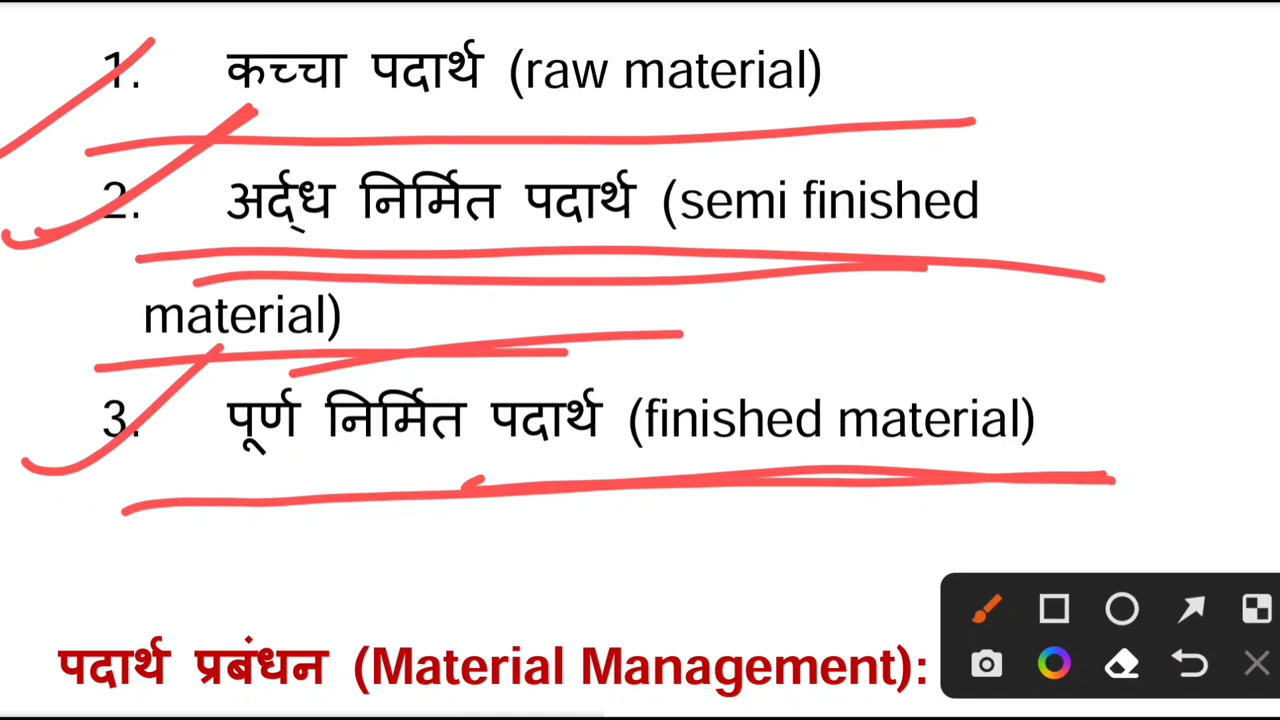 1. कच्चा पदार्थ (raw material)
2. अर्द्ध निर्मित पदार्थ (semi finished
material)
3. पूर्ण निर्मित पदार्थ (finished material)
पदार्थ प्रबंधन (Material Management):